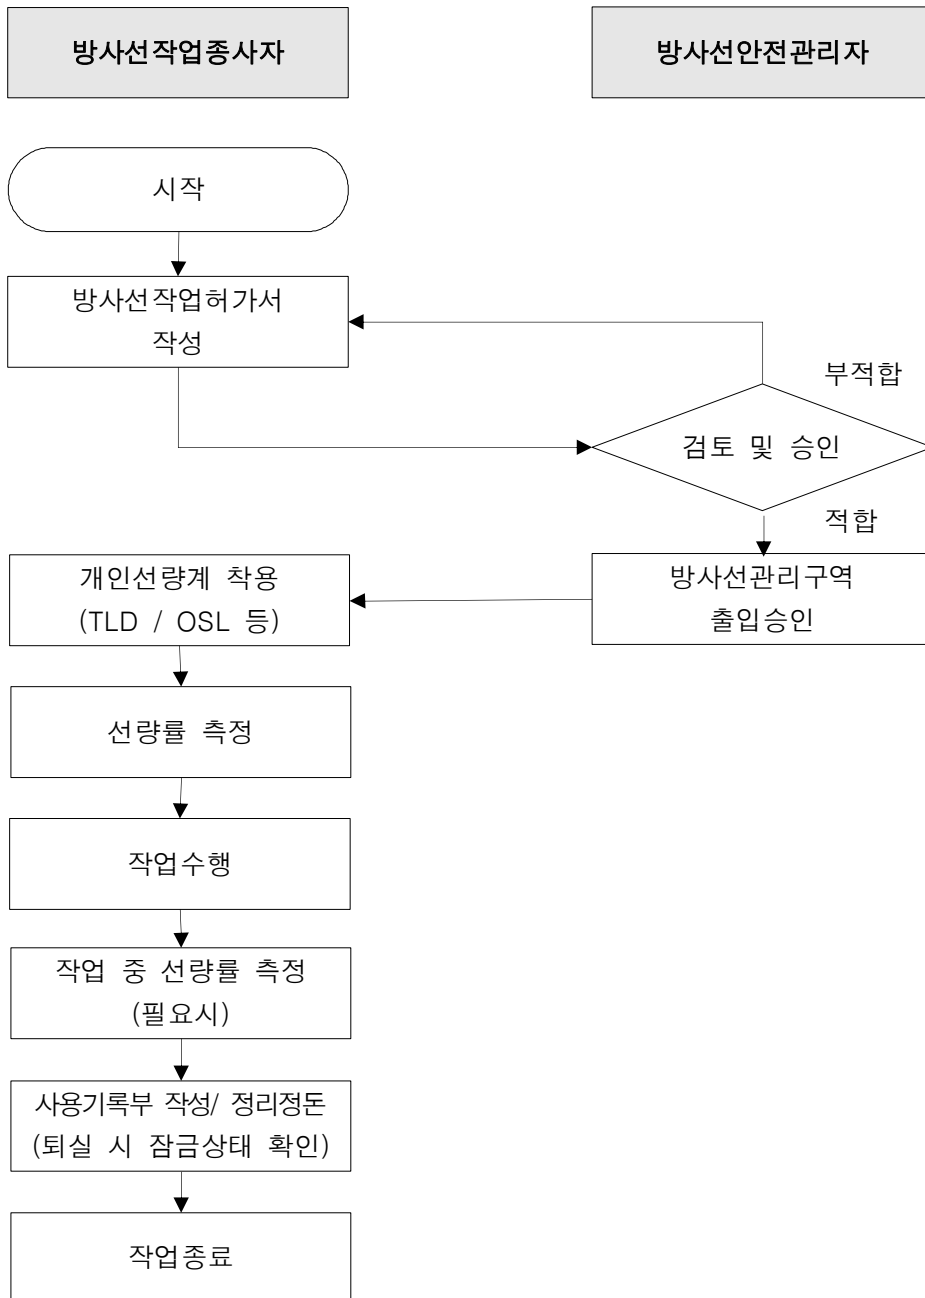 방사선작업종사자
방사선안전관리자
시작
방사선작업허가서
작성
부적합
검토 및 승인
적합
방사선관리구역
출입승인
개인선량계 착용
(TLD / OSL 등)
선량률 측정
작업수행
작업 중 선량률 측정
(필요시)
사용기록부 작성/ 정리정돈
(퇴실 시 잠금상태 확인)
작업종료